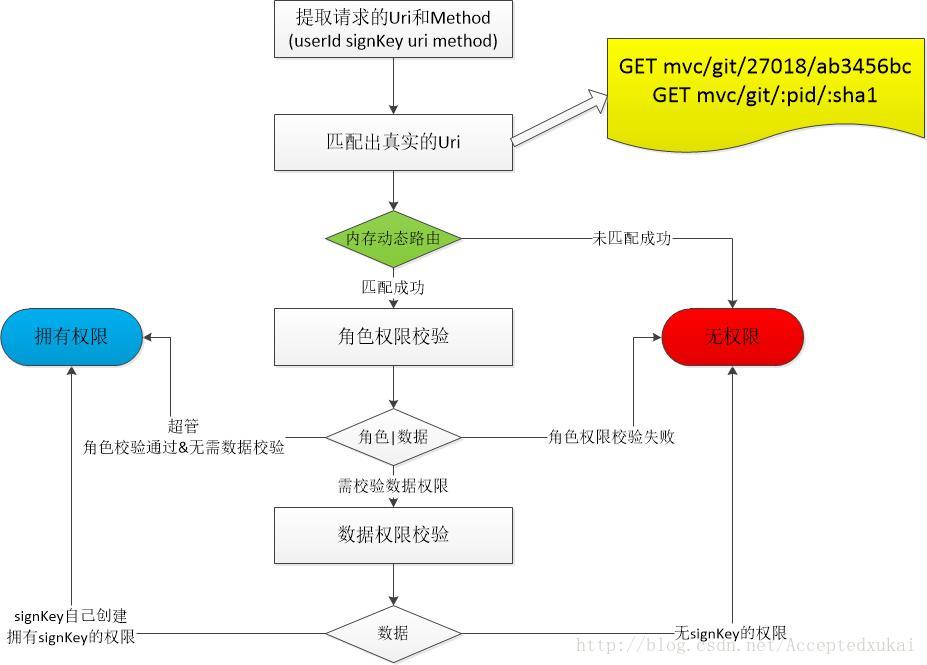 提取请求的Uri和Method
(userId signKey uri method)
GET mvc/git/27018/ab3456bc
GET mvc/git/:pid/:sha1
匹配出真实的Uri
内存动态路由
未匹配成功
匹配成功
拥有权限
角色权限校验
无权限
超管
角色校验通过&无需数据校验
角色|数据
角色权限校验失败
需校验数据权限
数据权限校验
signKey自己创建
拥有signKey的权限
数据
无signKey的权限
http://blog.csdn.net/Acceptedxukai